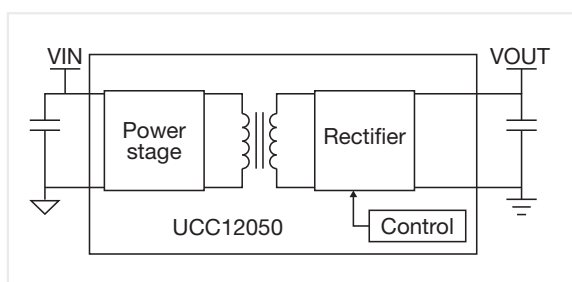 VIN
VOUT
Power
stage
Rectifier
UCC12050
Control